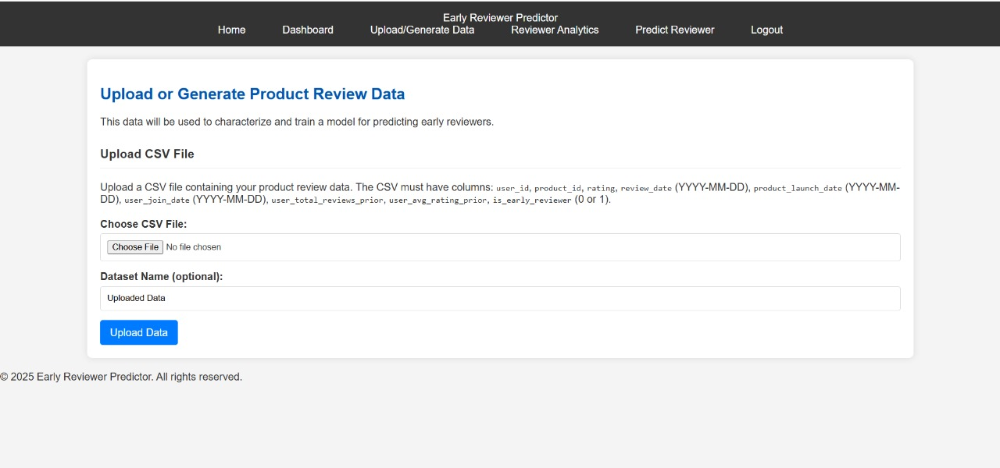 Early Reviewer Predictor
Home Dashboard Upload/Generate Data Reviewer Analytics Predict Reviewer Logout
Upload or Generate Product Review Data
This data will be used to characterize and train a model for predicting early reviewers.
Upload CSV File
Upload a CSV file containing your product review data. The CSV must have columns: user_id, product_id, rating, review_date (YYYY-MM-DD), product_launch_date (YYYY-MM-
DD), user_join_date (YYYY-MM-DD), user_total_reviews_prior, user_avg_rating_prior, is_early_reviewer (0 or 1).
Choose CSV File:
Choose File No file chosen
Dataset Name (optional):
Uploaded Data
Upload Data
© 2025 Early Reviewer Predictor. All rights reserved.